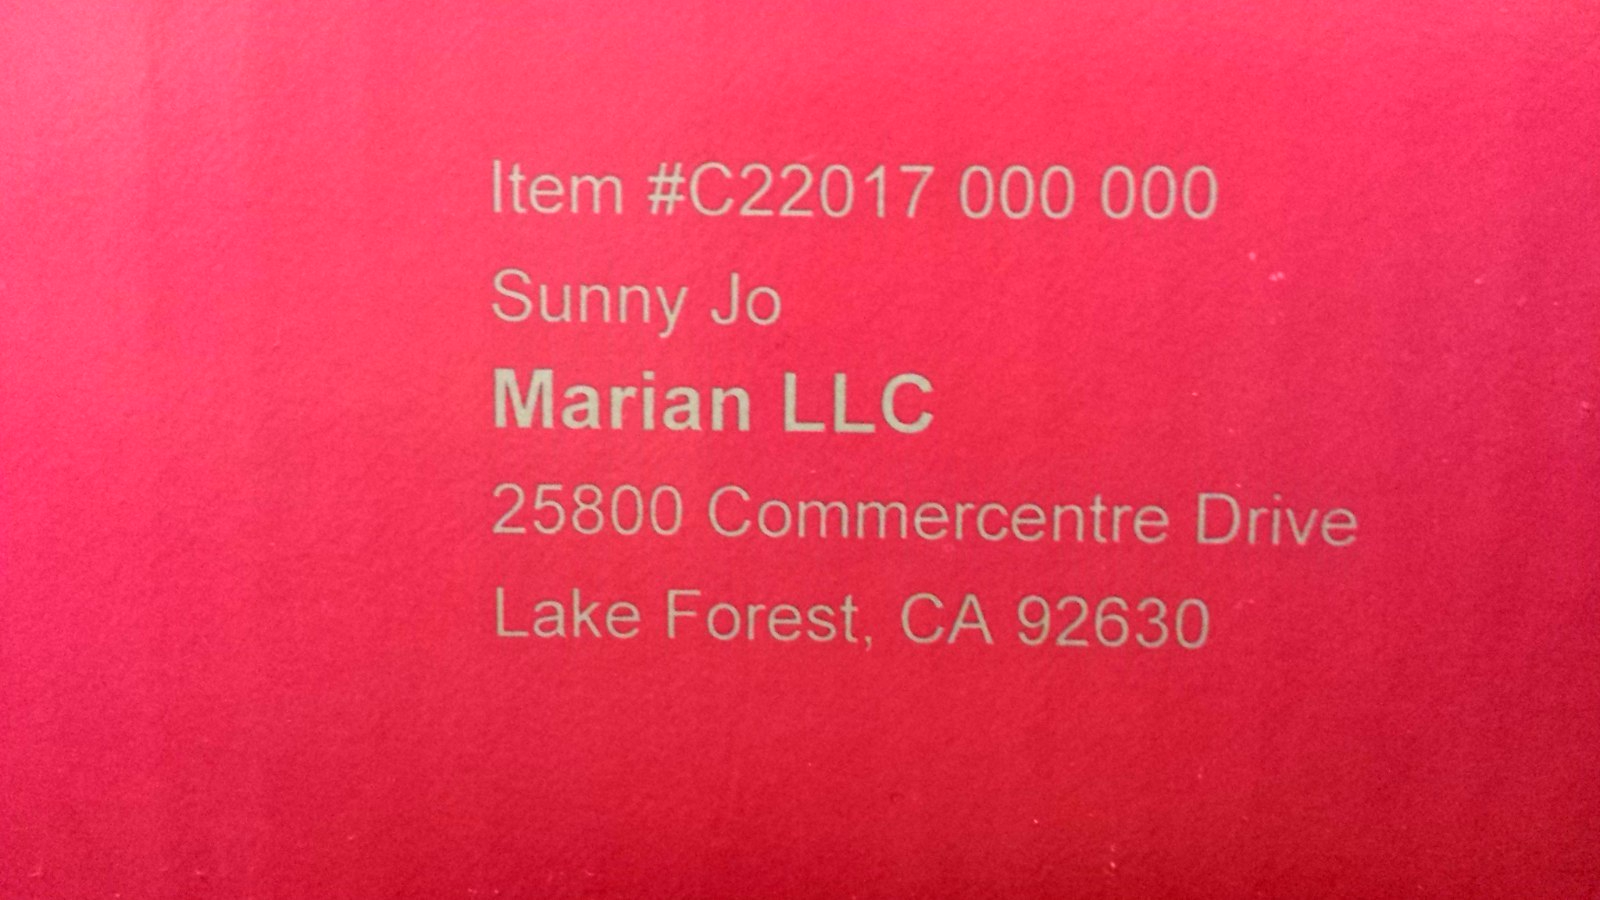 Item #C22017 000 000
Sunny Jo
Marian LLC
25800 Commercentre Drive
Lake Forest, CA 92630